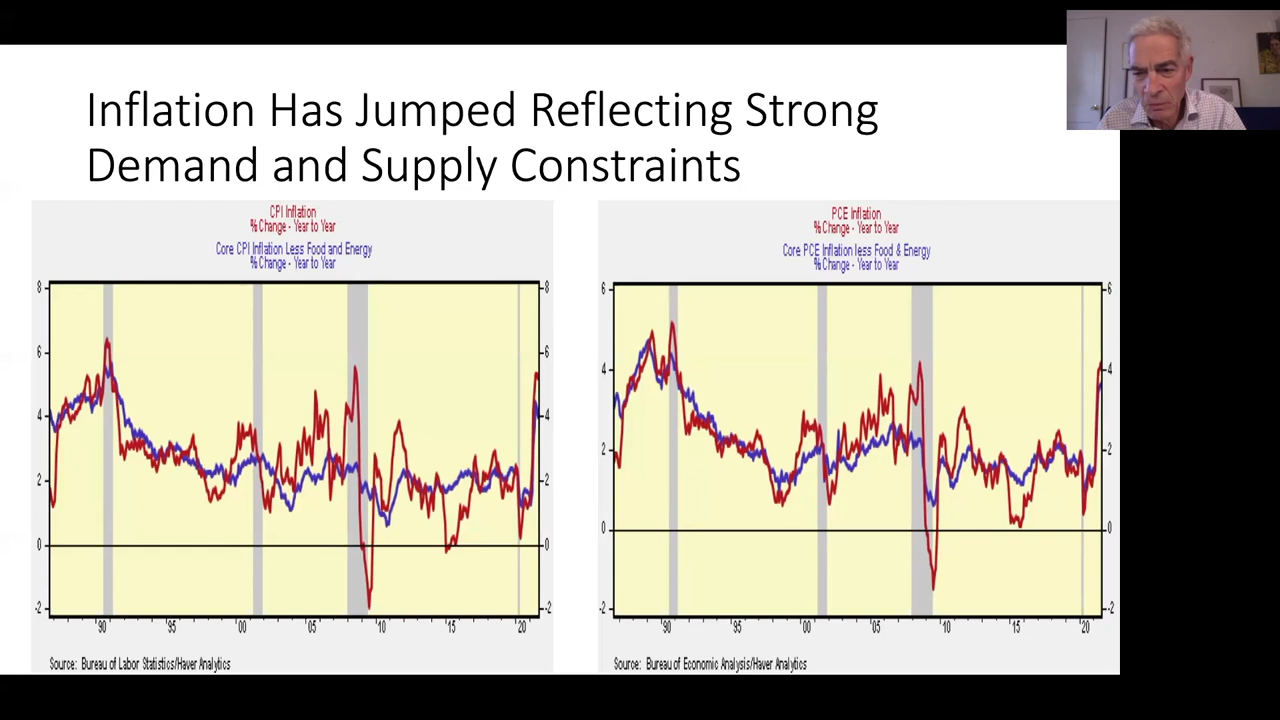 Inflation Has Jumped Reflecting Strong
Demand and Supply Constraints
CPI Inflation
% Change - Year to Year
Core CPI Inflation Less Food and Energy
% Change - Year to Year
8
8
6
6
4
4
2
2
0
0
-2
-2
'90 '95 '00 '05 '10 '15 '20
Source: Bureau of Labor Statistics/Haver Analytics
PCE Inflation
% Change - Year to Year
Core PCE Inflation less Food & Energy
% Change - Year to Year
6
6
4
4
2
2
0
0
-2
-2
'90 '95 '00 '05 '10 '15 '20
Source: Bureau of Economic Analysis/Haver Analytics